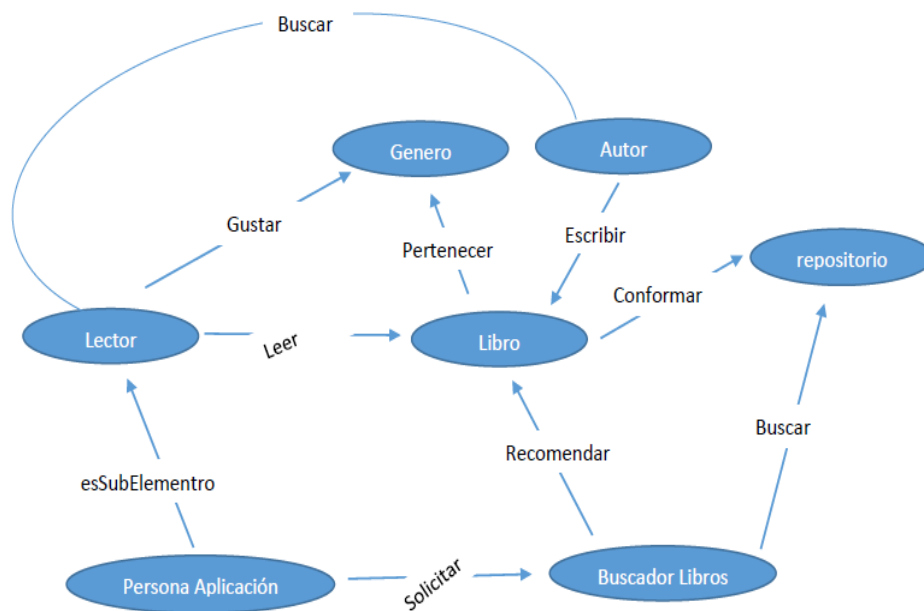 Buscar
Genero
Autor
Gustar
Pertenecer
Escribir
repositorio
Conformar
Lector
Leer
Libro
Buscar
Recomendar
esSubElementro
Persona Aplicación
Solicitar
Buscador Libros